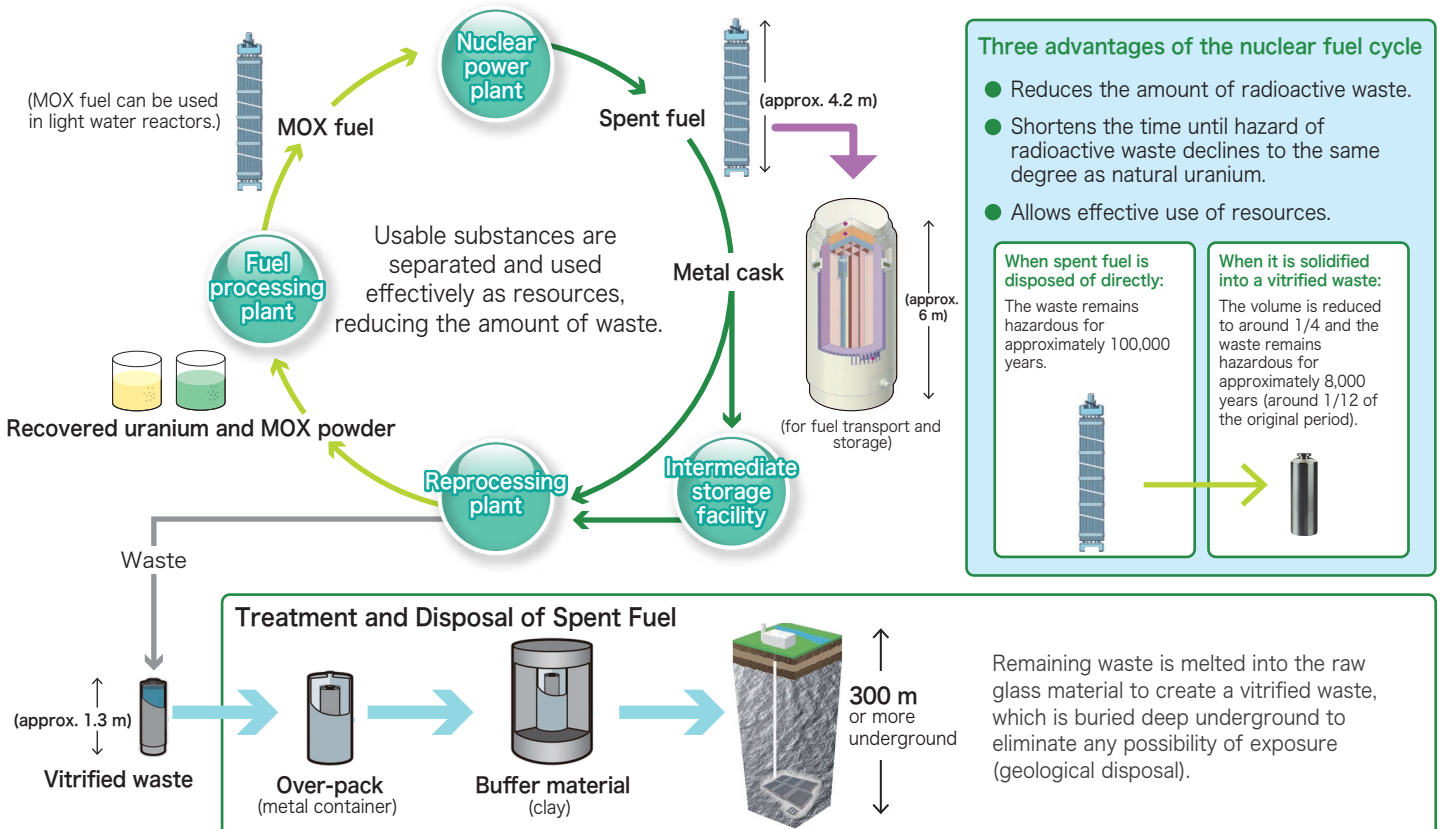 Nuclear
power
plant
(MOX fuel can be used
in light water reactors.)
MOX fuel
Spent fuel
(approx. 4.2 m)
Usable substances are
separated and used
effectively as resources,
reducing the amount of waste.
Fuel
processing
plant
Metal cask
(approx.
6 m)
(for fuel transport and
storage)
Recovered uranium and MOX powder
Reprocessing
plant
Intermediate
storage
facility
Waste
Three advantages of the nuclear fuel cycle
● Reduces the amount of radioactive waste.
● Shortens the time until hazard of
radioactive waste declines to the same
degree as natural uranium.
● Allows effective use of resources.
When spent fuel is
disposed of directly:
The waste remains
hazardous for
approximately 100,000
years.
When it is solidified
into a vitrified waste:
The volume is reduced
to around 1/4 and the
waste remains
hazardous for
approximately 8,000
years (around 1/12 of
the original period).
Treatment and Disposal of Spent Fuel
(approx. 1.3 m)
Vitrified waste
Over-pack
(metal container)
Buffer material
(clay)
300 m
or more
underground
Remaining waste is melted into the raw
glass material to create a vitrified waste,
which is buried deep underground to
eliminate any possibility of exposure
(geological disposal).